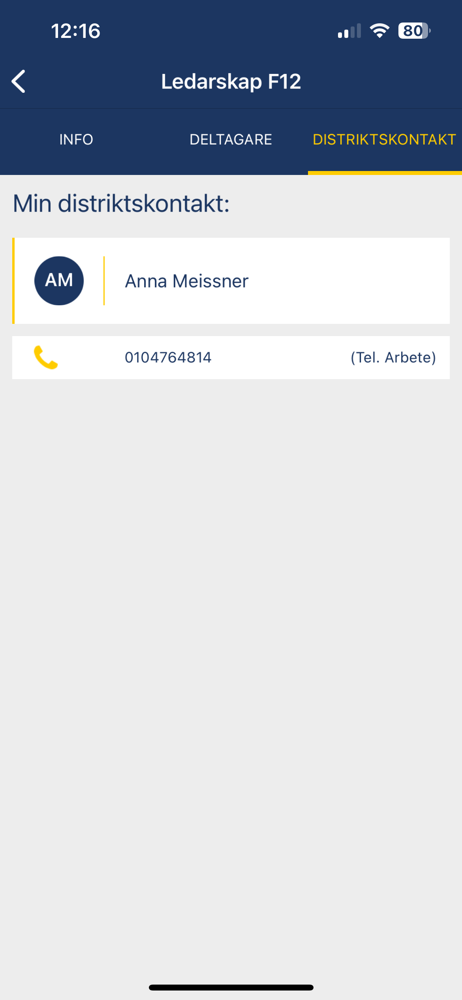 12:16
80
Ledarskap F12
INFO
DELTAGARE
DISTRIKTSKONTAKT
Min distriktskontakt:
AM
Anna Meissner
0104764814
(Tel. Arbete)